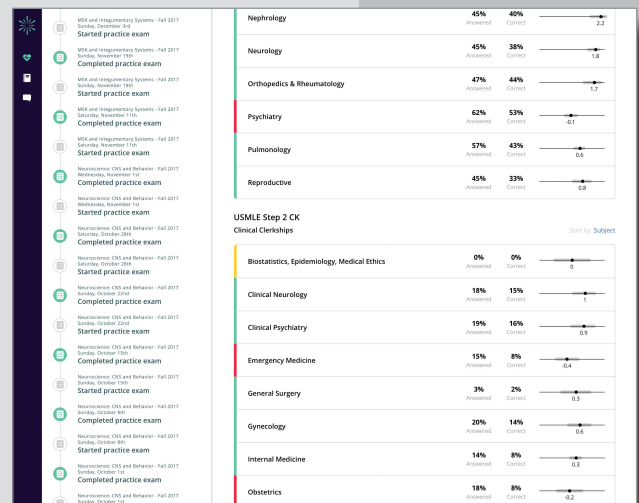 MSK and Integumentary Systems - Fall 2017
Sunday, December 3rd
Started practice exam
MSK and Integumentary Systems - Fall 2017
Sunday, November 19th
Completed practice exam
MSK and Integumentary Systems - Fall 2017
Sunday, November 19th
Started practice exam
MSK and Integumentary Systems - Fall 2017
Saturday, November 11th
Completed practice exam
MSK and Integumentary Systems - Fall 2017
Saturday, November 11th
Started practice exam
Neuroscience: CNS and Behavior - Fall 2017
Wednesday, November 1st
Completed practice exam
Neuroscience: CNS and Behavior - Fall 2017
Wednesday, November 1st
Started practice exam
Neuroscience: CNS and Behavior - Fall 2017
Saturday, October 28th
Completed practice exam
Neuroscience: CNS and Behavior - Fall 2017
Saturday, October 28th
Started practice exam
Neuroscience: CNS and Behavior - Fall 2017
Sunday, October 22nd
Completed practice exam
Neuroscience: CNS and Behavior - Fall 2017
Sunday, October 22nd
Started practice exam
Neuroscience: CNS and Behavior - Fall 2017
Sunday, October 15th
Completed practice exam
Neuroscience: CNS and Behavior - Fall 2017
Sunday, October 15th
Started practice exam
Neuroscience: CNS and Behavior - Fall 2017
Sunday, October 8th
Completed practice exam
Neuroscience: CNS and Behavior - Fall 2017
Sunday, October 8th
Started practice exam
Neuroscience: CNS and Behavior - Fall 2017
Sunday, October 1st
Completed practice exam
Neuroscience: CNS and Behavior - Fall 2017
Sunday, October 1st
Nephrology 45% 40%
Answered Correct 2.2
Neurology 45% 38%
Answered Correct 1.8
Orthopedics & Rheumatology 47% 44%
Answered Correct 1.7
Psychiatry 62% 53%
Answered Correct -0.1
Pulmonology 57% 43%
Answered Correct 0.6
Reproductive 45% 33%
Answered Correct 0.8
USMLE Step 2 CK
Clinical Clerkships Sort by Subject
Biostatistics, Epidemiology, Medical Ethics 0% 0%
Answered Correct 0
Clinical Neurology 18% 15%
Answered Correct 1
Clinical Psychiatry 19% 16%
Answered Correct 0.9
Emergency Medicine 15% 8%
Answered Correct -0.4
General Surgery 3% 2%
Answered Correct 0.3
Gynecology 20% 14%
Answered Correct 0.6
Internal Medicine 14% 8%
Answered Correct 0.3
Obstetrics 18% 8%
Answered Correct -0.2